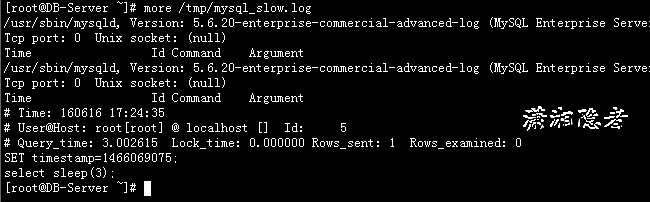 [root@DB-Server ~]# more /tmp/mysql_slow.log
/usr/sbin/mysqld, Version: 5.6.20-enterprise-commercial-advanced-log (MySQL Enterprise Serve
Tcp port: 0  Unix socket: (null)
Time                 Id Command    Argument
/usr/sbin/mysqld, Version: 5.6.20-enterprise-commercial-advanced-log (MySQL Enterprise Serve
Tcp port: 0  Unix socket: (null)
Time                 Id Command    Argument
# Time: 160616 17:24:35
# User@Host: root[root] @ localhost []  Id:     5
# Query_time: 3.002615  Lock_time: 0.000000 Rows_sent: 1  Rows_examined: 0
SET timestamp=1466069075;
select sleep(3);
[root@DB-Server ~]#
潇湘隐者